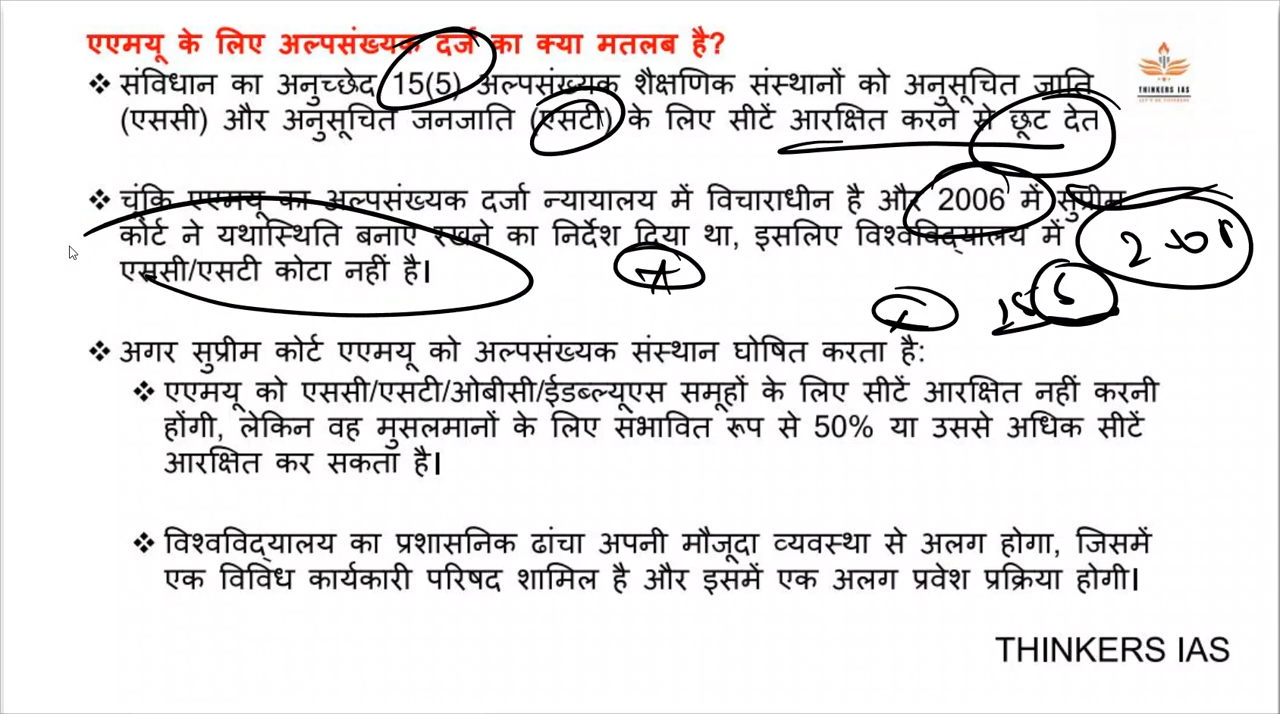 एएमयू के लिए अल्पसंख्यक दर्जे का क्या मतलब है?
THINKERS IAS
❖ संविधान का अनुच्छेद 15(5) अल्पसंख्यक शैक्षणिक संस्थानों को अनुसूचित जाति
(एससी) और अनुसूचित जनजाति (एसटी) के लिए सीटें आरक्षित करने से छूट देता
❖ चूंकि एएमयू का अल्पसंख्यक दर्जा न्यायालय में विचाराधीन है और 2006 में सुप्रीम
कोर्ट ने यथास्थिति बनाए रखने का निर्देश दिया था, इसलिए विश्वविद्यालय में
एससी/एसटी कोटा नहीं है।
❖ अगर सुप्रीम कोर्ट एएमयू को अल्पसंख्यक संस्थान घोषित करता है:
❖ एएमयू को एससी/एसटी/ओबीसी/ईडब्ल्यूएस समूहों के लिए सीटें आरक्षित नहीं करनी
होंगी, लेकिन वह मुसलमानों के लिए संभावित रूप से 50% या उससे अधिक सीटें
आरक्षित कर सकता है।
❖ विश्वविद्यालय का प्रशासनिक ढांचा अपनी मौजूदा व्यवस्था से अलग होगा, जिसमें
एक विविध कार्यकारी परिषद शामिल है और इसमें एक अलग प्रवेश प्रक्रिया होगी।
THINKERS IAS